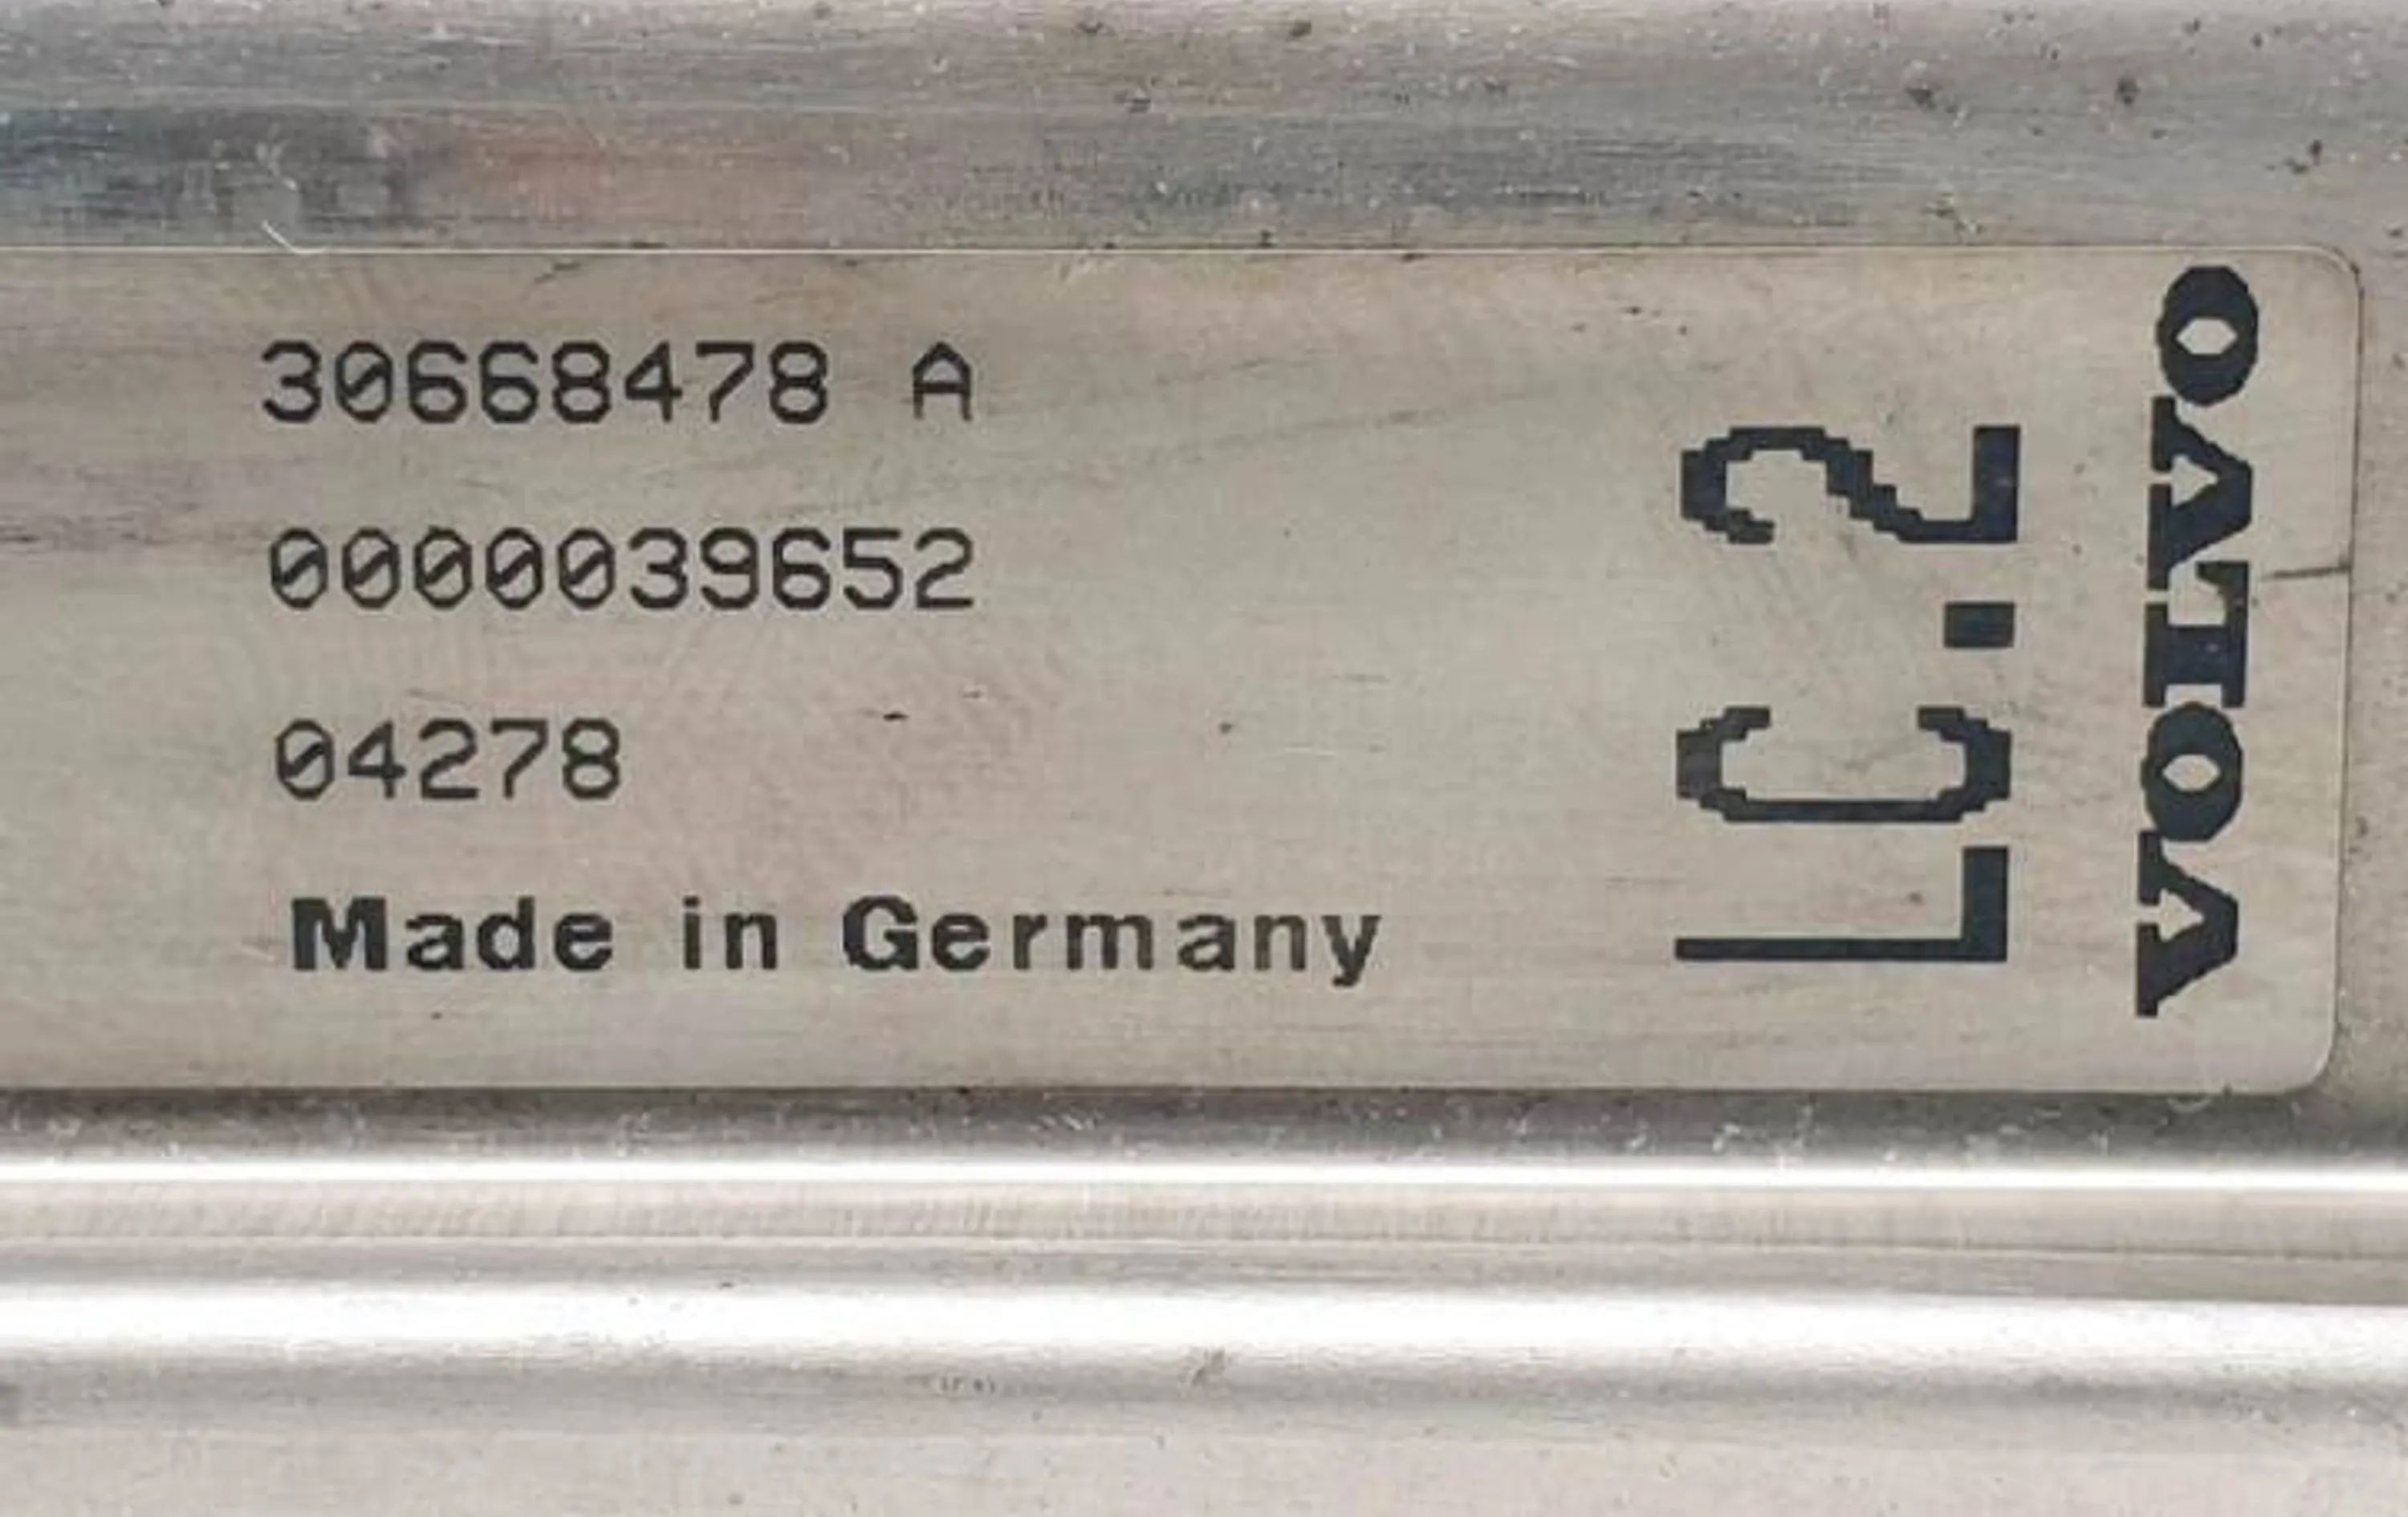 30668478 A
0000039652
04278
Made in Germany
LC.2
VOLVO